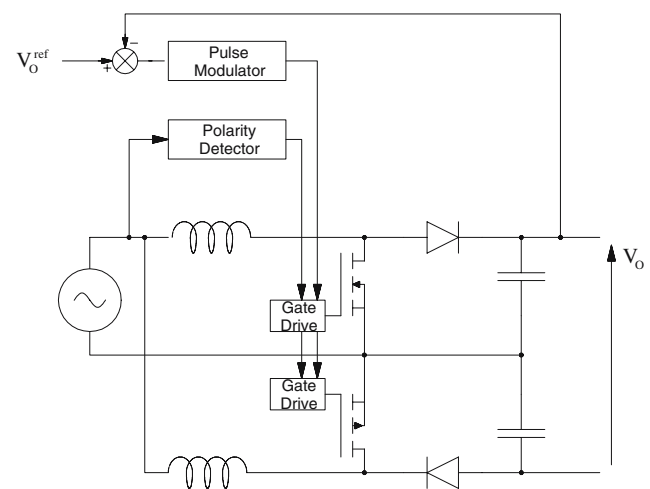 −
V_O^ref
+
Pulse
Modulator
Polarity
Detector
V_O
Gate
Drive
Gate
Drive